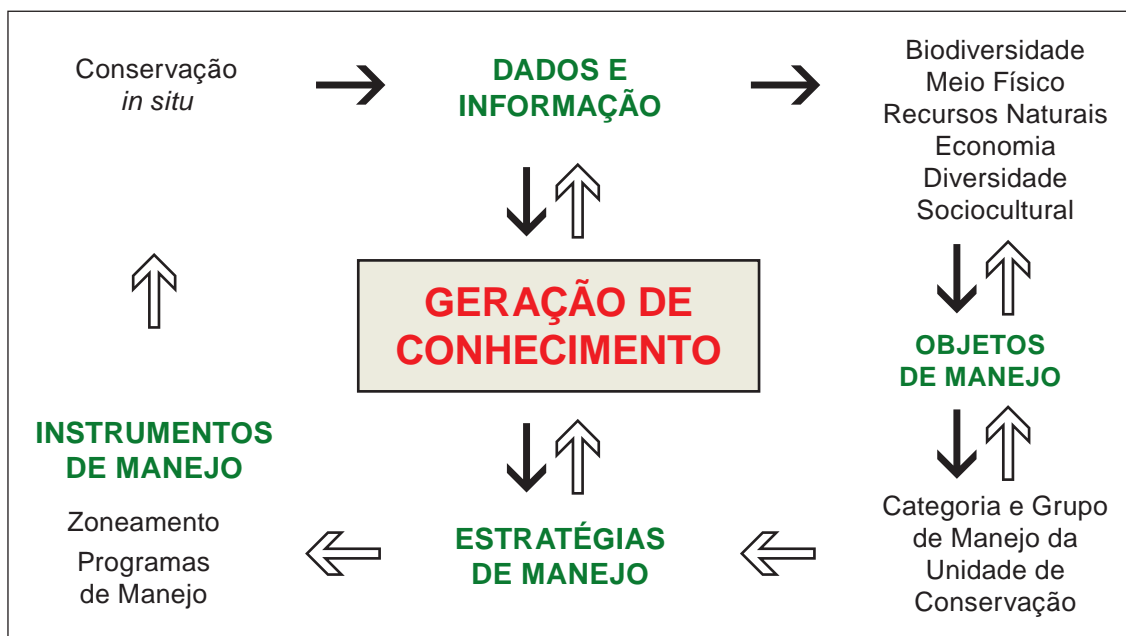 Conservação
in situ
DADOS E
INFORMAÇÃO
Biodiversidade
Meio Físico
Recursos Naturais
Economia
Diversidade
Sociocultural
GERAÇÃO DE
CONHECIMENTO
OBJETOS
DE MANEJO
INSTRUMENTOS
DE MANEJO
Zoneamento
Programas
de Manejo
ESTRATÉGIAS
DE MANEJO
Categoria e Grupo
de Manejo da
Unidade de
Conservação